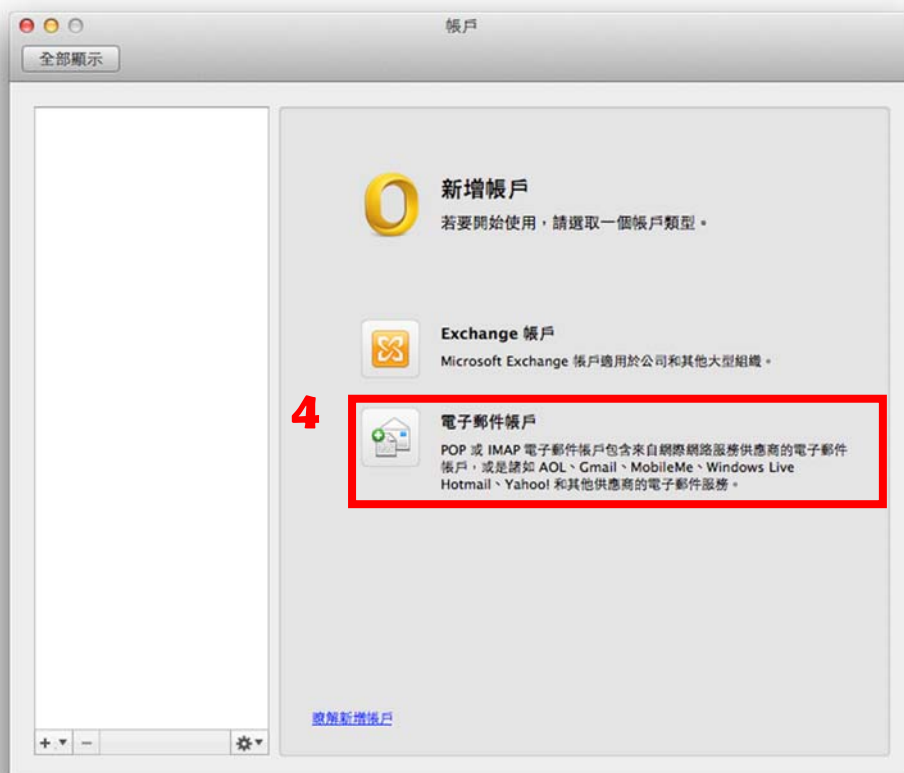 帳戶
全部顯示
新增帳戶
若要開始使用，請選取一個帳戶類型。
Exchange 帳戶
Microsoft Exchange 帳戶適用於公司和其他大型組織。
4
電子郵件帳戶
POP 或 IMAP 電子郵件帳戶包含來自網際網路服務供應商的電子郵件
帳戶，或是諸如 AOL、Gmail、MobileMe、Windows Live
Hotmail、Yahoo! 和其他供應商的電子郵件服務。
瞭解新增帳戶